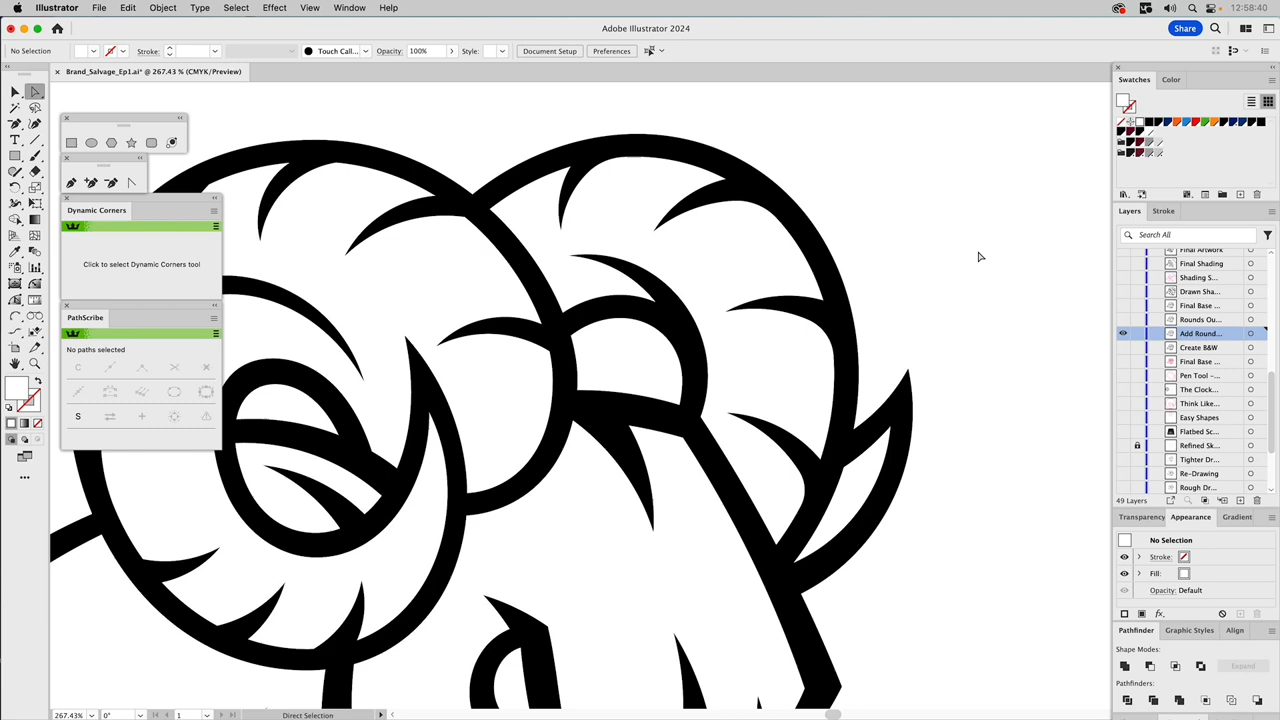 Illustrator File Edit Object Type Select Effect View Window Help 12:58:40
Adobe Illustrator 2024 Share
No Selection Stroke: Touch Call... Opacity: 100% Style: Document Setup Preferences
Brand_Salvage_Ep1.ai* @ 267.43 % (CMYK/Preview)
Dynamic Corners
Click to select Dynamic Corners tool
PathScribe
No paths selected
C
S
Swatches Color
Layers Stroke
Search All
Final Artwork
Final Shading
Shading S...
Drawn Sha...
Final Base ...
Rounds Ou...
Add Round...
Create B&W
Final Base ...
Pen Tool -...
The Clock...
Think Like...
Easy Shapes
Flatbed Sc...
Refined Sk...
Tighter Dr...
Re-Drawing
Rough Dr...
49 Layers
Transparency Appearance Gradient
No Selection
Stroke:
Fill:
Opacity: Default
fx
Pathfinder Graphic Styles Align
Shape Modes:
Expand
Pathfinders:
267.43% 0° 1 Direct Selection